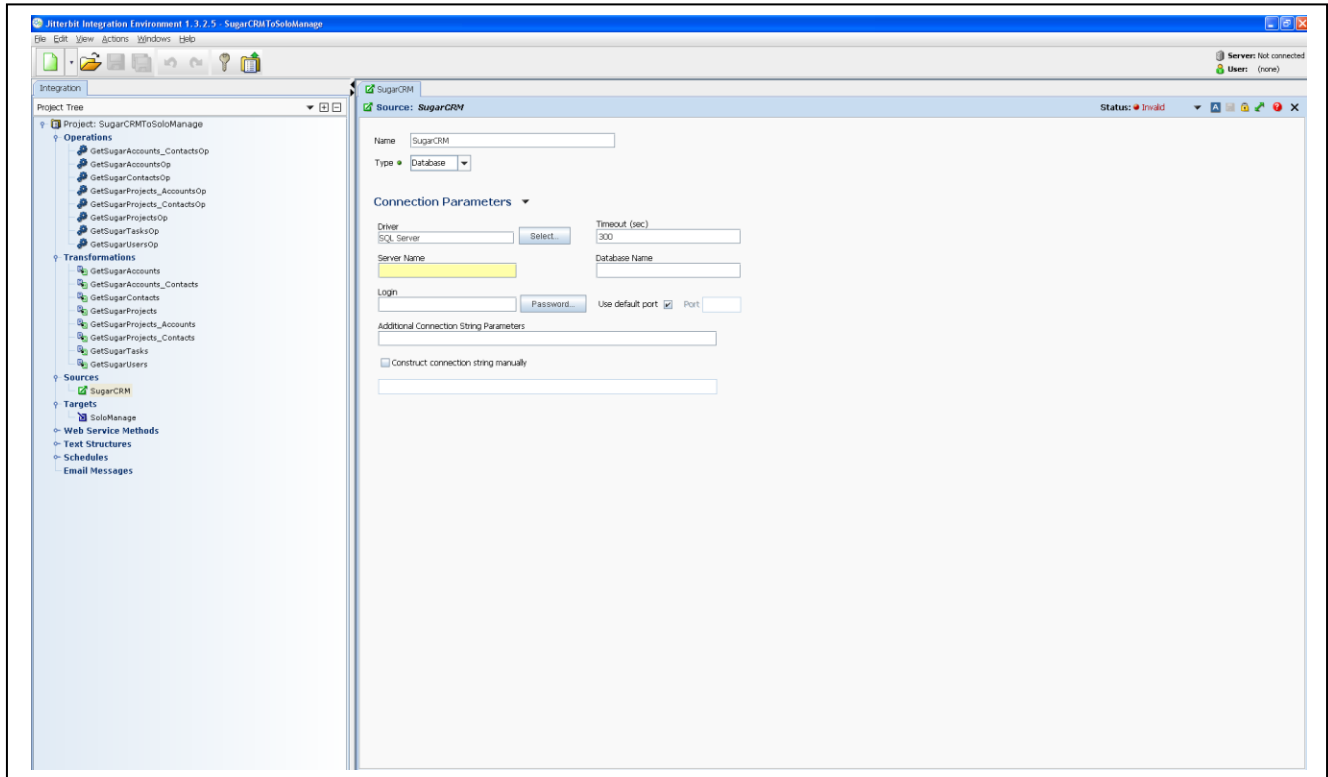 Jitterbit Integration Environment 1.3.2.5 - SugarCRMToSoloManage
File Edit View Actions Windows Help
Server: Not connected
User: (none)
Integration
Project Tree
Project: SugarCRMToSoloManage
Operations
GetSugarAccounts_ContactsOp
GetSugarAccountsOp
GetSugarContactsOp
GetSugarProjects_AccountsOp
GetSugarProjects_ContactsOp
GetSugarProjectsOp
GetSugarTasksOp
GetSugarUsersOp
Transformations
GetSugarAccounts
GetSugarAccounts_Contacts
GetSugarContacts
GetSugarProjects
GetSugarProjects_Accounts
GetSugarProjects_Contacts
GetSugarTasks
GetSugarUsers
Sources
SugarCRM
Targets
SoloManage
Web Service Methods
Text Structures
Schedules
Email Messages
SugarCRM
Source: SugarCRM
Status: Invalid
Name SugarCRM
Type Database
Connection Parameters
Driver Timeout (sec)
SQL Server Select... 300
Server Name Database Name
Login
Password... Use default port Port
Additional Connection String Parameters
Construct connection string manually